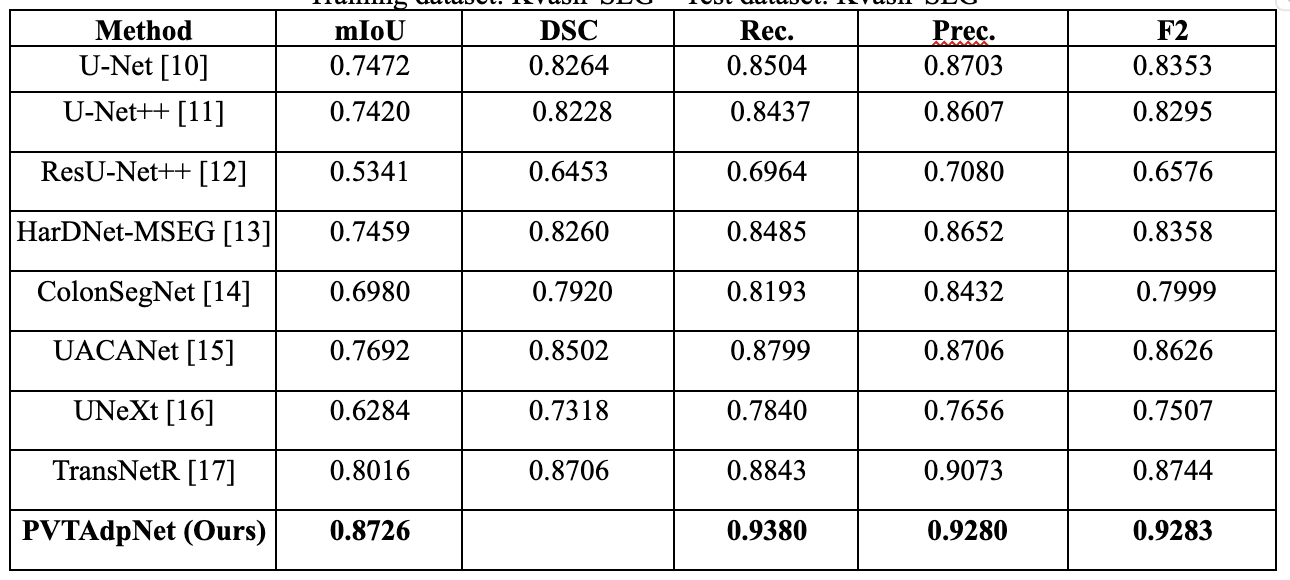 Training dataset: Kvasir-SEG – Test dataset: Kvasir-SEG
Method mIoU DSC Rec. Prec. F2
U-Net [10] 0.7472 0.8264 0.8504 0.8703 0.8353
U-Net++ [11] 0.7420 0.8228 0.8437 0.8607 0.8295
ResU-Net++ [12] 0.5341 0.6453 0.6964 0.7080 0.6576
HarDNet-MSEG [13] 0.7459 0.8260 0.8485 0.8652 0.8358
ColonSegNet [14] 0.6980 0.7920 0.8193 0.8432 0.7999
UACANet [15] 0.7692 0.8502 0.8799 0.8706 0.8626
UNeXt [16] 0.6284 0.7318 0.7840 0.7656 0.7507
TransNetR [17] 0.8016 0.8706 0.8843 0.9073 0.8744
PVTAdpNet (Ours) 0.8726 0.9380 0.9280 0.9283